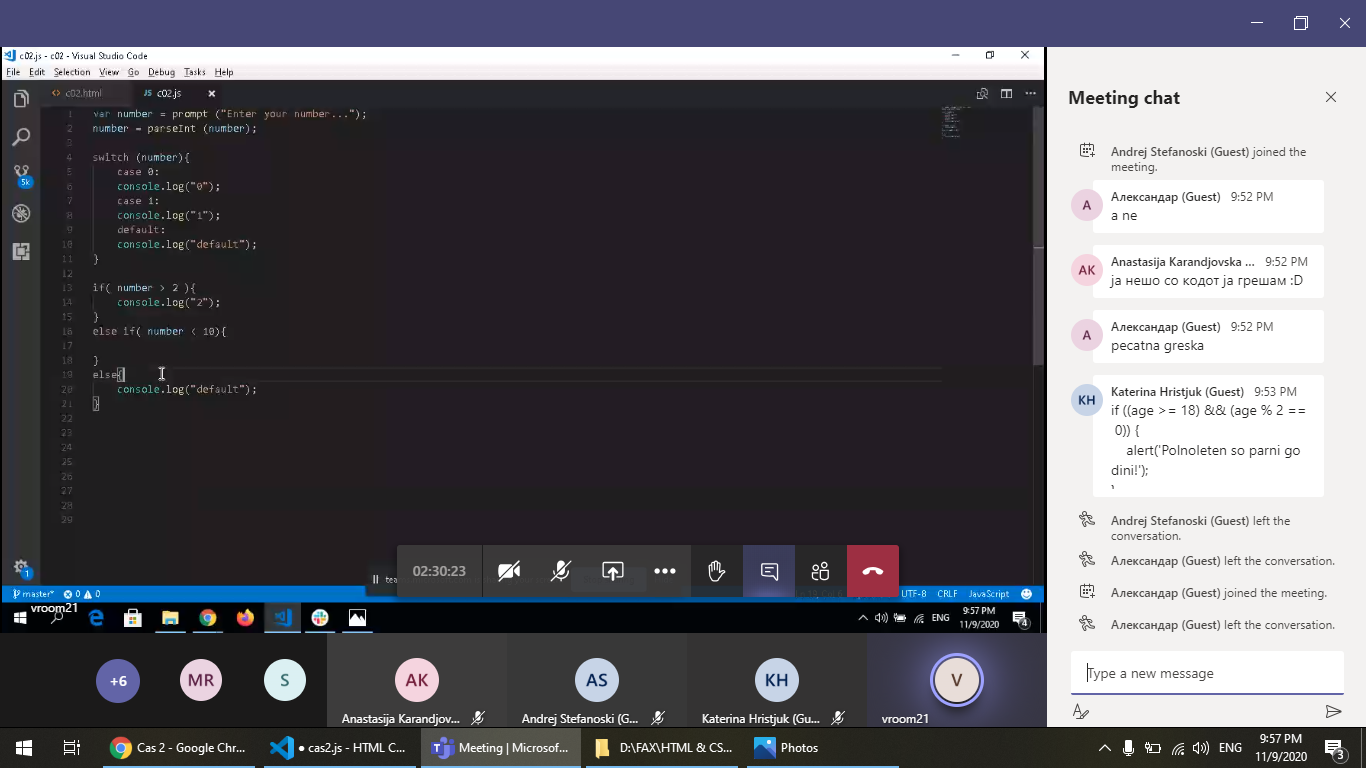 c02.js - c02 - Visual Studio Code
File Edit Selection View Go Debug Tasks Help
c02.html
JS c02.js
1 var number = prompt ("Enter your number...");
2 number = parseInt (number);
3
4 switch (number){
5 case 0:
6 console.log("0");
7 case 1:
8 console.log("1");
9 default:
10 console.log("default");
11 }
12
13 if( number > 2 ){
14 console.log("2");
15 }
16 else if( number < 10){
17
18 }
19 else{
20 console.log("default");
21 }
22
23
24
25
26
27
28
29
5k
1
02:30:23
master* 0 0
UTF-8 CRLF JavaScript
vroom21
ENG
9:57 PM
11/9/2020
4
+6
MR
S
AK
Anastasija Karandjov...
AS
Andrej Stefanoski (G...
KH
Katerina Hristjuk (Gu...
V
vroom21
Meeting chat
Andrej Stefanoski (Guest) joined the
meeting.
A
Александар (Guest) 9:52 PM
a ne
AK
Anastasija Karandjovska ... 9:52 PM
ја нешо со кодот ја грешам :D
A
Александар (Guest) 9:52 PM
pecatna greska
KH
Katerina Hristjuk (Guest) 9:53 PM
if ((age >= 18) && (age % 2 ==
0)) {
alert('Polnoleten so parni go
dini!');
Andrej Stefanoski (Guest) left the
conversation.
Александар (Guest) left the conversation.
Александар (Guest) joined the meeting.
Александар (Guest) left the conversation.
Type a new message
Cas 2 - Google Chr...
• cas2.js - HTML C...
Meeting | Microsof...
D:\FAX\HTML & CS...
Photos
ENG
9:57 PM
11/9/2020
3